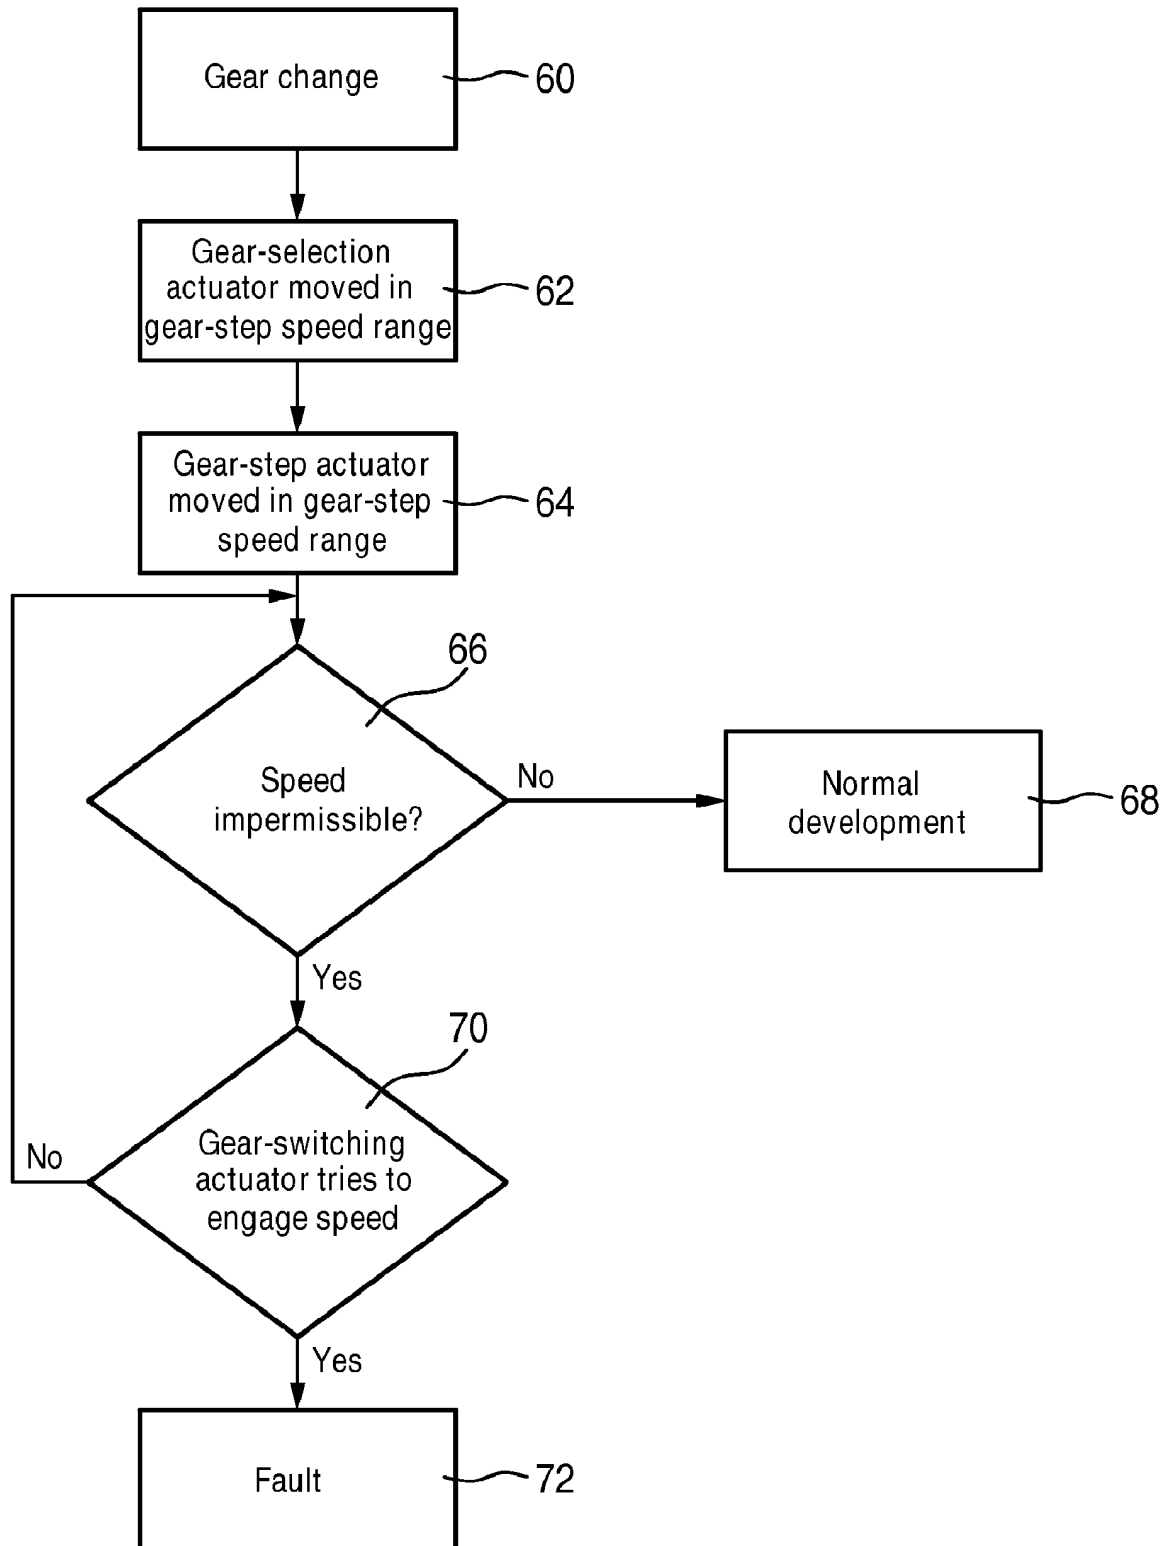 Gear change
60
Gear-selection
actuator moved in
gear-step speed range
62
Gear-step actuator
moved in gear-step
speed range
64
66
Speed
impermissible?
No
Normal
development
68
Yes
70
Gear-switching
actuator tries to
engage speed
No
Yes
Fault
72